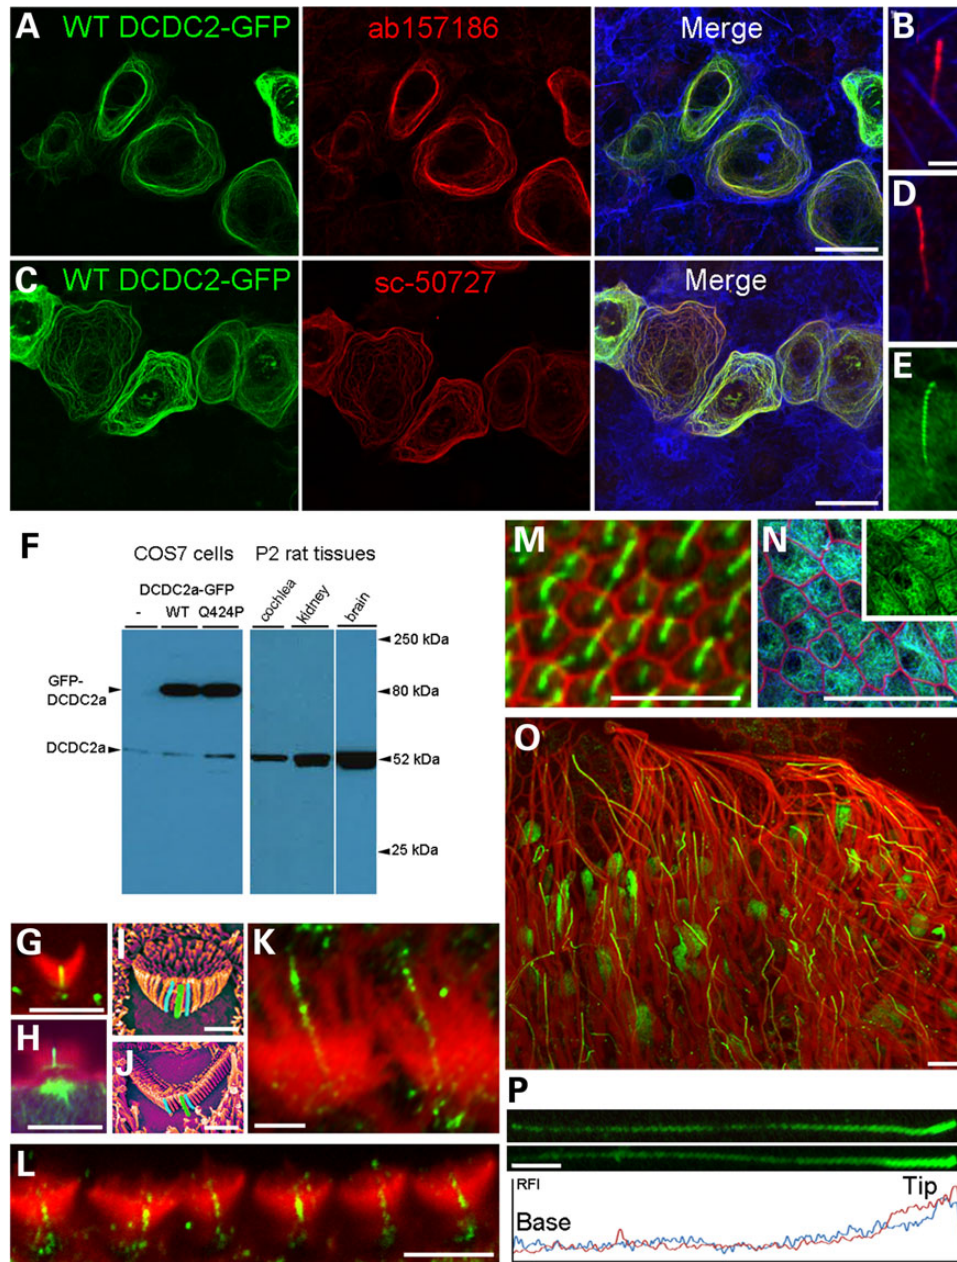 A WT DCDC2-GFP ab157186 Merge B
D
C WT DCDC2-GFP sc-50727 Merge
E
F COS7 cells P2 rat tissues
DCDC2a-GFP
- WT Q424P cochlea kidney brain
250 kDa
GFP-
DCDC2a
80 kDa
DCDC2a
52 kDa
25 kDa
M N
O
G I K
H J
L
P
RFI
Base Tip